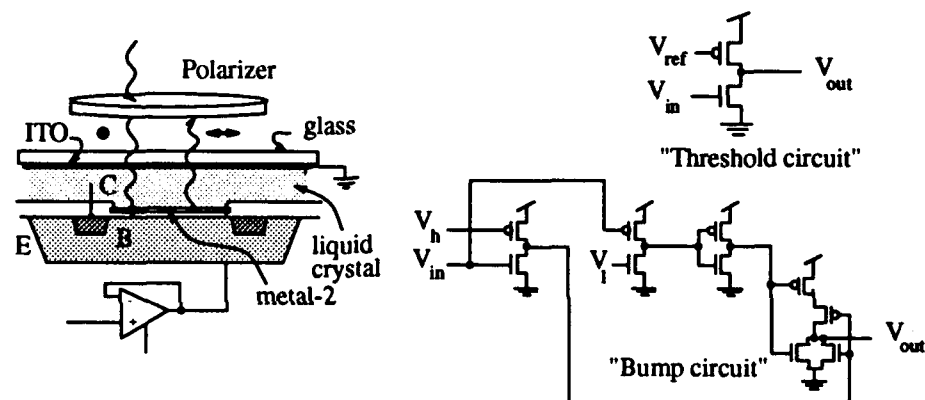 Polarizer
ITO
glass
C
E
B
liquid
crystal
metal-2
-
+
V_ref
V_in
V_out
"Threshold circuit"
V_h
V_in
V_l
V_out
"Bump circuit"